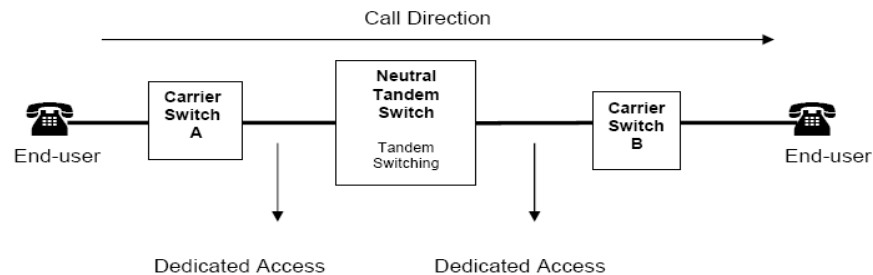 Call Direction
Neutral
Tandem
Switch
Tandem
Switching
Carrier
Switch
A
Carrier
Switch
B
End-user
End-user
Dedicated Access
Dedicated Access